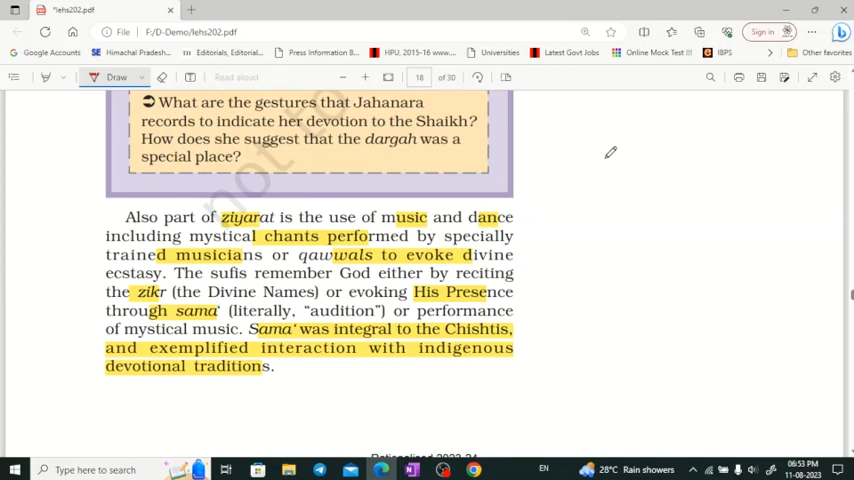 *lehs202.pdf
File
F:/D-Demo/lehs202.pdf
Sign in
Google Accounts
Himachal Pradesh...
Editorials, Editorial...
Press Information B...
HPU, 2015-16 www....
Universities
Latest Govt Jobs
Online Mock Test !!!
IBPS
Other favorites
Draw
Read aloud
18
of 30
➲ What are the gestures that Jahanara
records to indicate her devotion to the Shaikh?
How does she suggest that the dargah was a
special place?
not to
Also part of ziyarat is the use of music and dance
including mystical chants performed by specially
trained musicians or qawwals to evoke divine
ecstasy. The sufis remember God either by reciting
the zikr (the Divine Names) or evoking His Presence
through sama‘ (literally, “audition”) or performance
of mystical music. Sama‘ was integral to the Chishtis,
and exemplified interaction with indigenous
devotional traditions.
Rationalised 2023-24
Type here to search
EN
28°C Rain showers
06:53 PM
11-08-2023